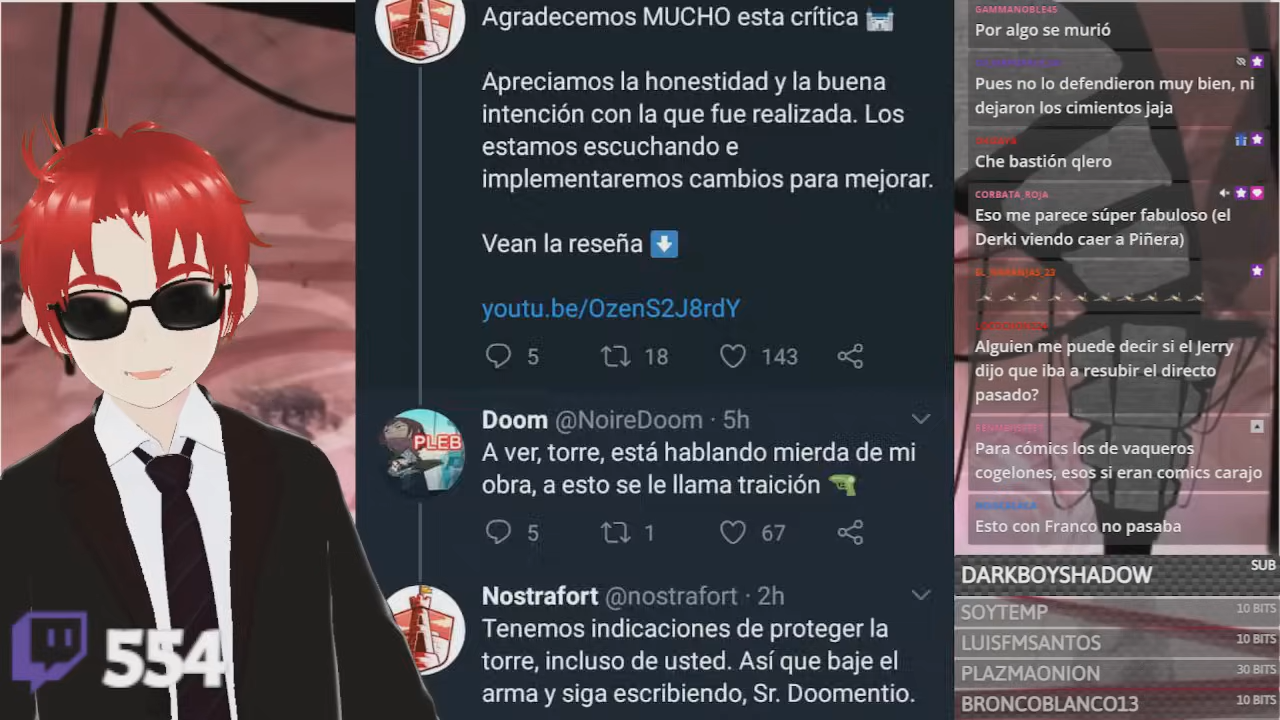 Agradecemos MUCHO esta crítica 🏰
Apreciamos la honestidad y la buena
intención con la que fue realizada. Los
estamos escuchando e
implementaremos cambios para mejorar.
Vean la reseña ⬇️
youtu.be/OzenS2J8rdY
5 18 143
Doom @NoireDoom · 5h
PLEB
A ver, torre, está hablando mierda de mi
obra, a esto se le llama traición 🔫
5 1 67
Nostrafort @nostrafort · 2h
Tenemos indicaciones de proteger la
torre, incluso de usted. Así que baje el
arma y siga escribiendo, Sr. Doomentio.
554
GAMMANOBLE45
Por algo se murió
Pues no lo defendieron muy bien, ni
dejaron los cimientos jaja
Che bastión qlero
CORBATA_ROJA
Eso me parece súper fabuloso (el
Derki viendo caer a Piñera)
Alguien me puede decir si el Jerry
dijo que iba a resubir el directo
pasado?
Para cómics los de vaqueros
cogelones, esos si eran comics carajo
Esto con Franco no pasaba
DARKBOYSHADOW SUB
SOYTEMP 10 BITS
LUISFMSANTOS 10 BITS
PLAZMAONION 30 BITS
BRONCOBLANCO13 10 BITS